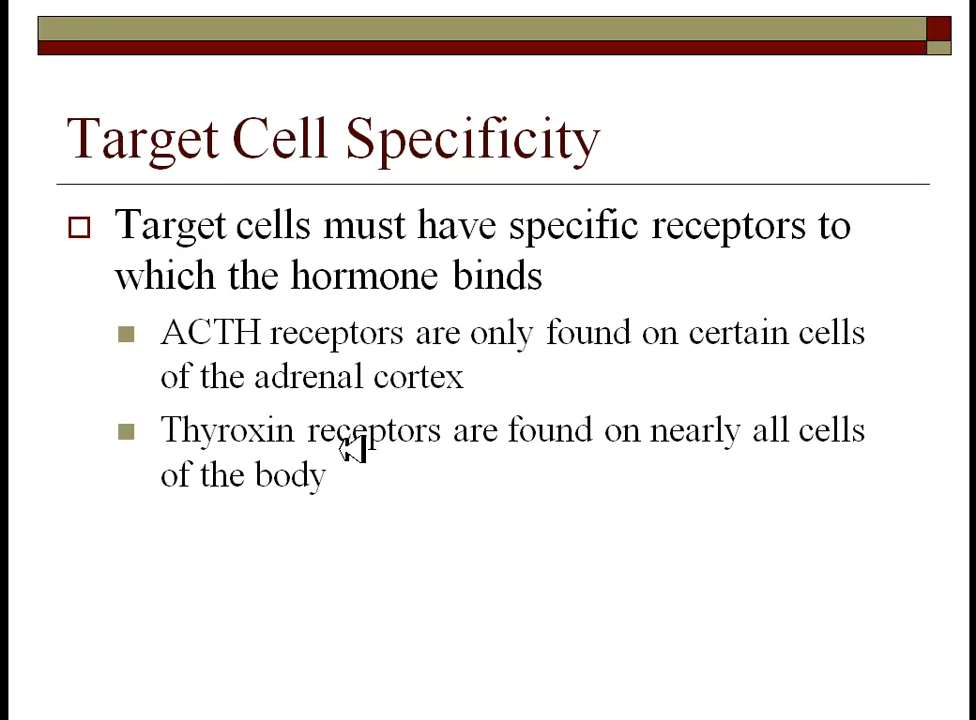 Target Cell Specificity
Target cells must have specific receptors to
which the hormone binds
ACTH receptors are only found on certain cells
of the adrenal cortex
Thyroxin receptors are found on nearly all cells
of the body